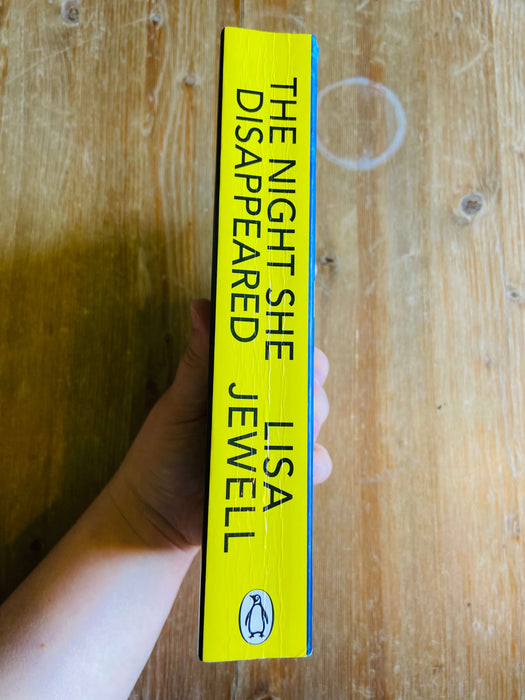 THE NIGHT SHE
DISAPPEARED
LISA
JEWELL